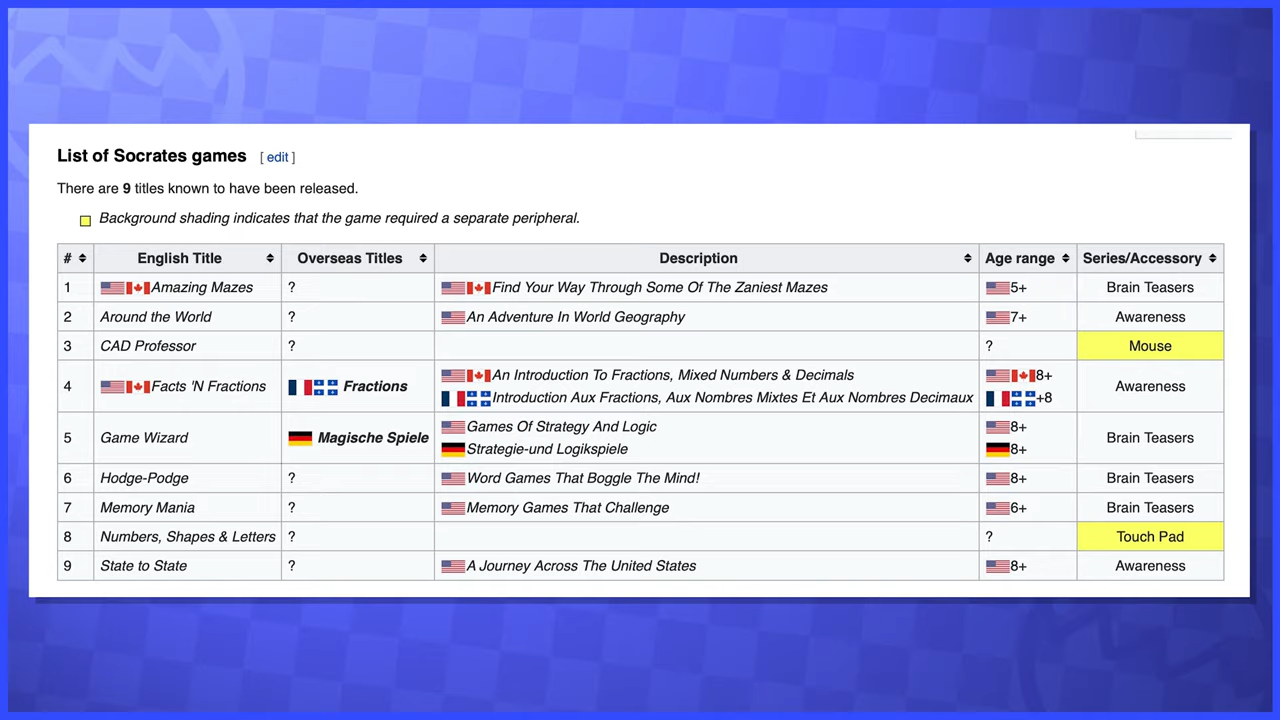 List of Socrates games [ edit ]
There are 9 titles known to have been released.
Background shading indicates that the game required a separate peripheral.
# English Title Overseas Titles Description Age range Series/Accessory
1 Amazing Mazes ? Find Your Way Through Some Of The Zaniest Mazes 5+ Brain Teasers
2 Around the World ? An Adventure In World Geography 7+ Awareness
3 CAD Professor ? ? Mouse
4 Facts 'N Fractions Fractions An Introduction To Fractions, Mixed Numbers & Decimals 8+ Awareness
Introduction Aux Fractions, Aux Nombres Mixtes Et Aux Nombres Decimaux +8
5 Game Wizard Magische Spiele Games Of Strategy And Logic 8+ Brain Teasers
Strategie-und Logikspiele 8+
6 Hodge-Podge ? Word Games That Boggle The Mind! 8+ Brain Teasers
7 Memory Mania ? Memory Games That Challenge 6+ Brain Teasers
8 Numbers, Shapes & Letters ? ? Touch Pad
9 State to State ? A Journey Across The United States 8+ Awareness